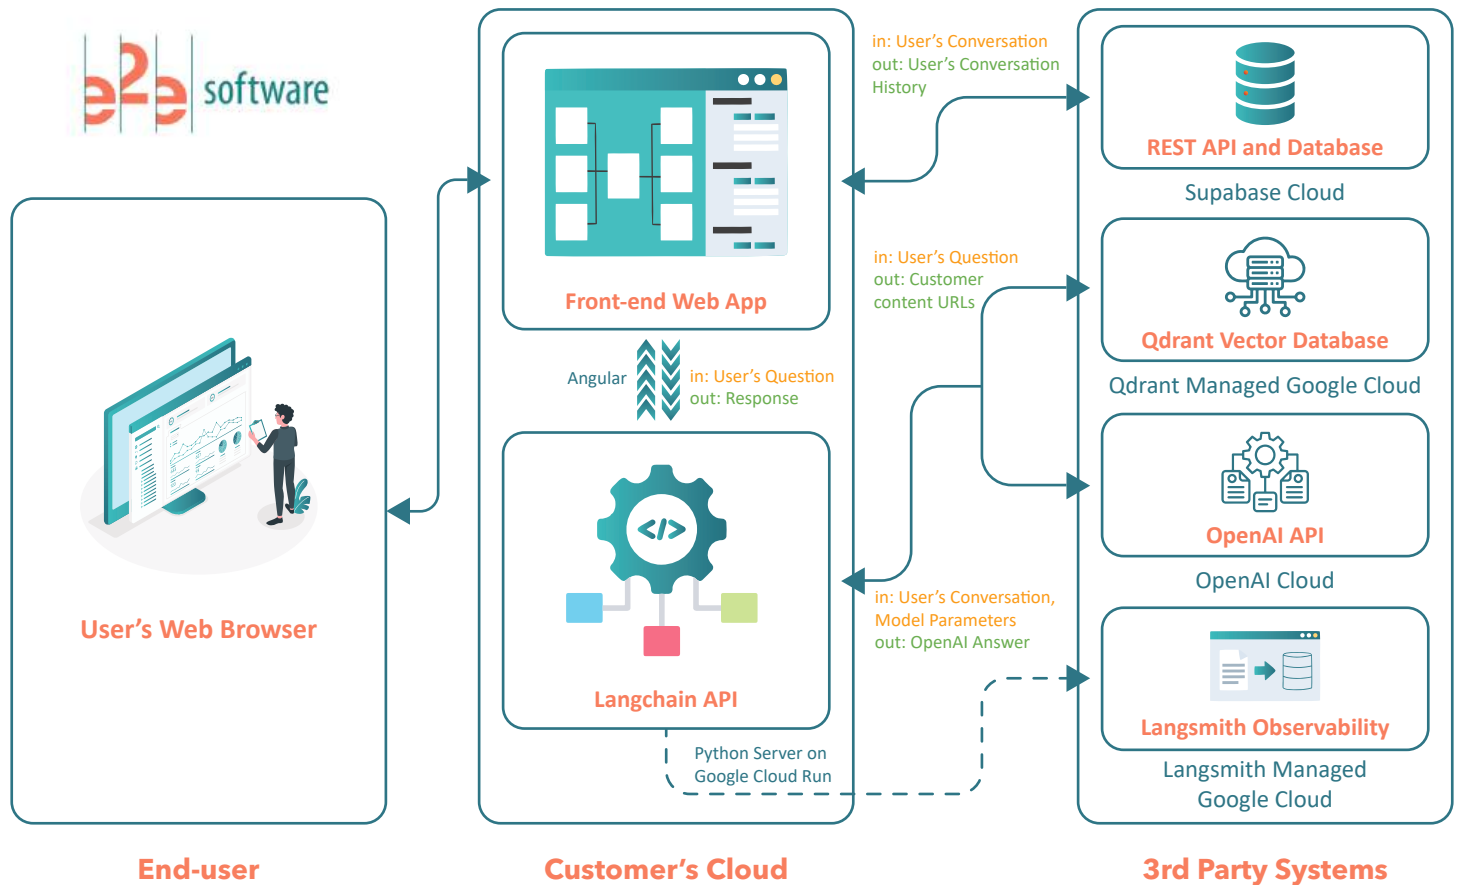 e2e software
User's Web Browser
End-user
Front-end Web App
Angular
in: User's Question
out: Response
</>
Langchain API
Python Server on
Google Cloud Run
Customer's Cloud
in: User's Conversation
out: User's Conversation
History
in: User's Question
out: Customer
content URLs
in: User's Conversation,
Model Parameters
out: OpenAI Answer
REST API and Database
Supabase Cloud
Qdrant Vector Database
Qdrant Managed Google Cloud
OpenAI API
OpenAI Cloud
Langsmith Observability
Langsmith Managed
Google Cloud
3rd Party Systems